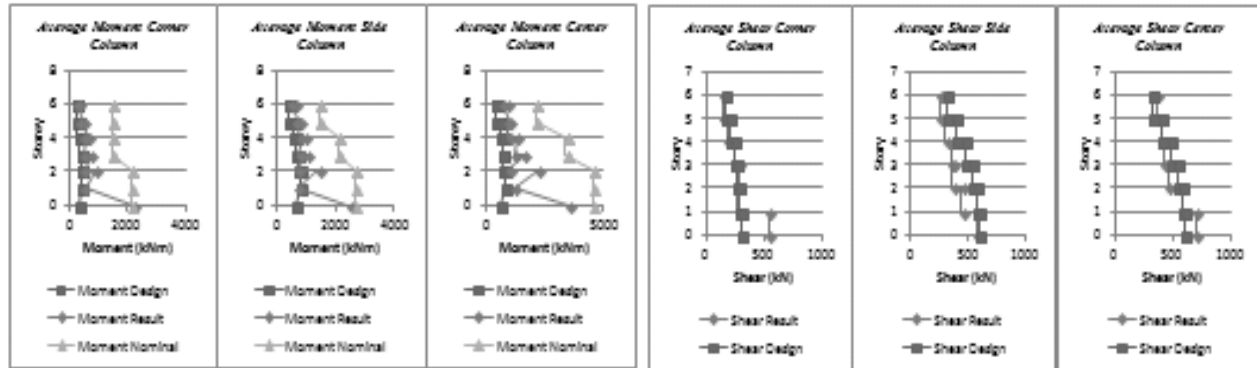 Average Moment Corner
Column
8
6
4
2
0
Storey
0 2000 4000
Moment (kNm)
Moment Design
Moment Result
Moment Nominal
Average Moment Side
Column
8
6
4
2
0
Storey
0 2000 4000
Moment (kNm)
Moment Design
Moment Result
Moment Nominal
Average Moment Center
Column
8
6
4
2
0
Storey
0 5000
Moment (kNm)
Moment Design
Moment Result
Moment Nominal
Average Shear Corner
Column
7
6
5
4
3
2
1
0
Storey
0 500 1000
Shear (kN)
Shear Result
Shear Design
Average Shear Side
Column
7
6
5
4
3
2
1
0
Storey
0 500 1000
Shear (kN)
Shear Result
Shear Design
Average Shear Center
Column
7
6
5
4
3
2
1
0
Storey
0 500 1000
Shear (kN)
Shear Result
Shear Design